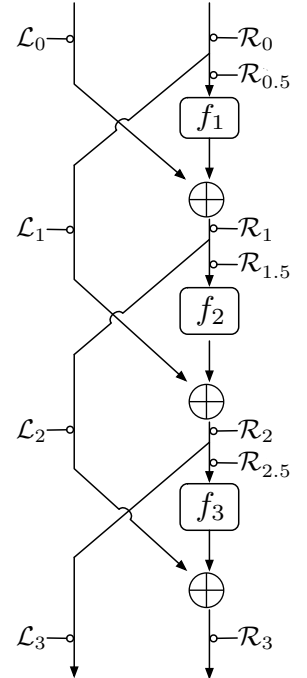 ℒ₀ ℛ₀
ℛ₀.₅
f₁
ℒ₁ ℛ₁
ℛ₁.₅
f₂
ℒ₂ ℛ₂
ℛ₂.₅
f₃
ℒ₃ ℛ₃